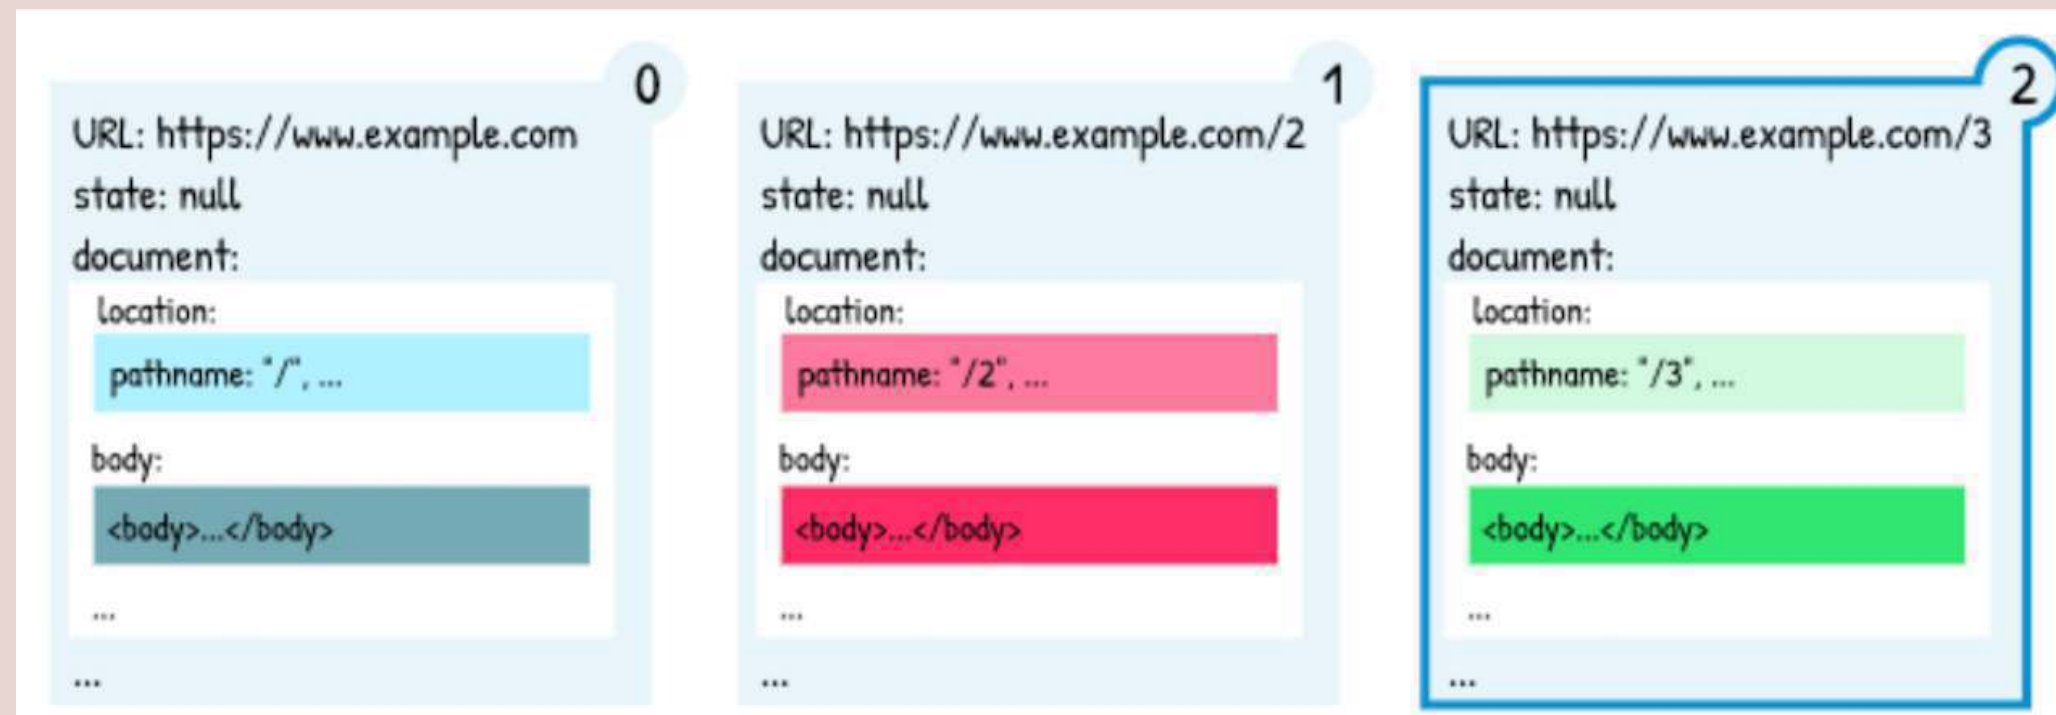 0
URL: https://www.example.com
state: null
document:
location:
pathname: "/", ...
body:
<body>...</body>
...
...
1
URL: https://www.example.com/2
state: null
document:
location:
pathname: "/2", ...
body:
<body>...</body>
...
...
2
URL: https://www.example.com/3
state: null
document:
location:
pathname: "/3", ...
body:
<body>...</body>
...
...